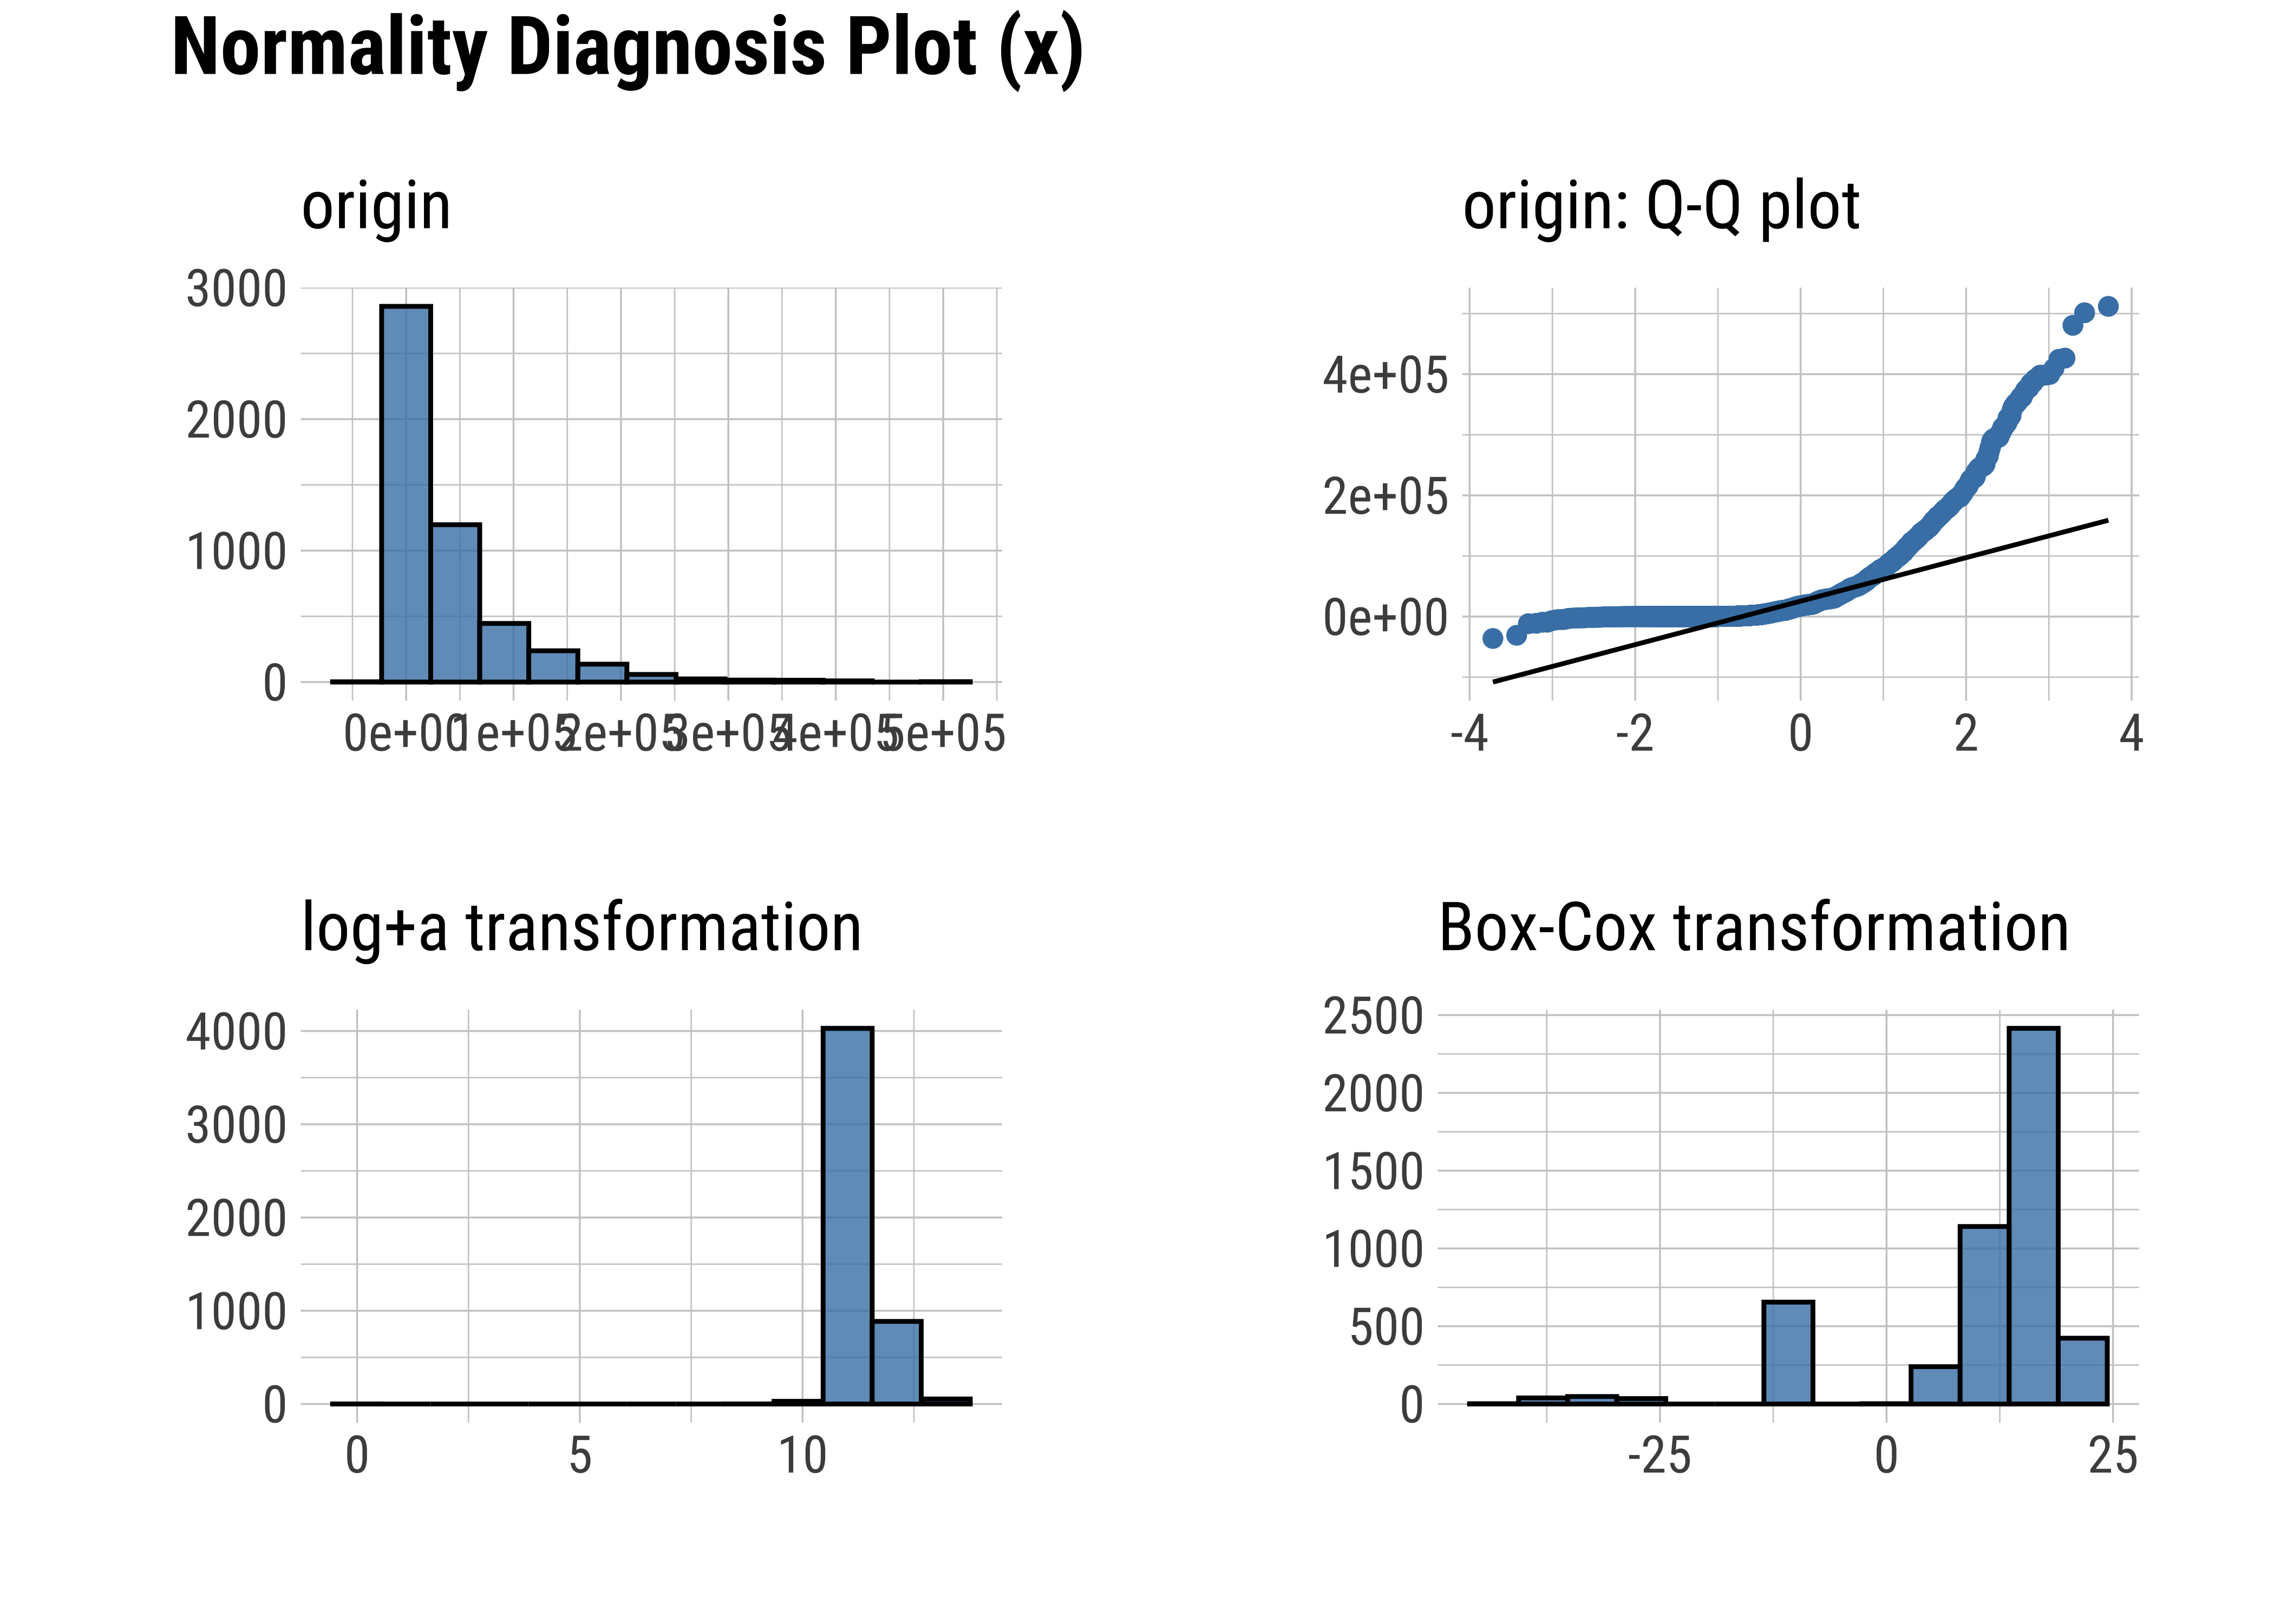 Normality Diagnosis Plot (x)
origin
3000
2000
1000
0
0e+00 1e+05 2e+05 3e+05 4e+05 5e+05
origin: Q-Q plot
4e+05
2e+05
0e+00
-4 -2 0 2 4
log+a transformation
4000
3000
2000
1000
0
0 5 10
Box-Cox transformation
2500
2000
1500
1000
500
0
-25 0 25